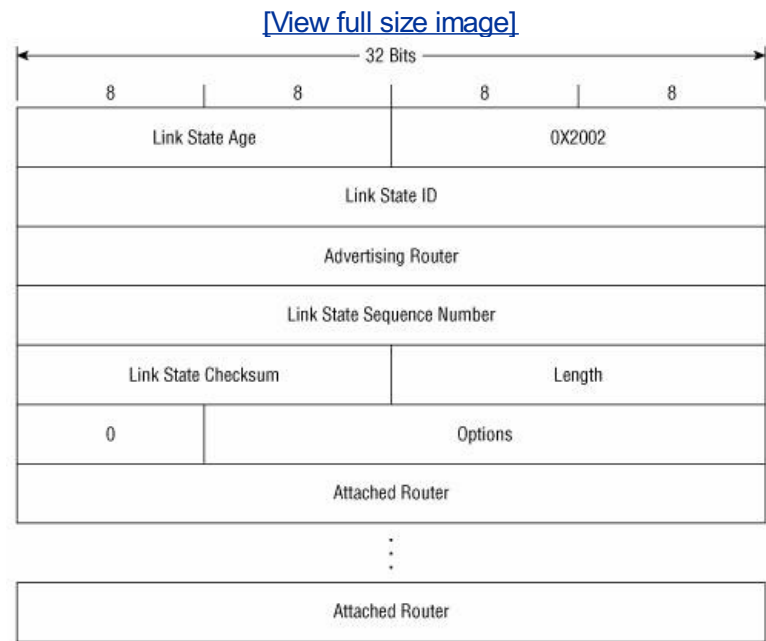 [View full size image]
32 Bits
8 8 8 8
Link State Age 0X2002
Link State ID
Advertising Router
Link State Sequence Number
Link State Checksum Length
0 Options
Attached Router
Attached Router